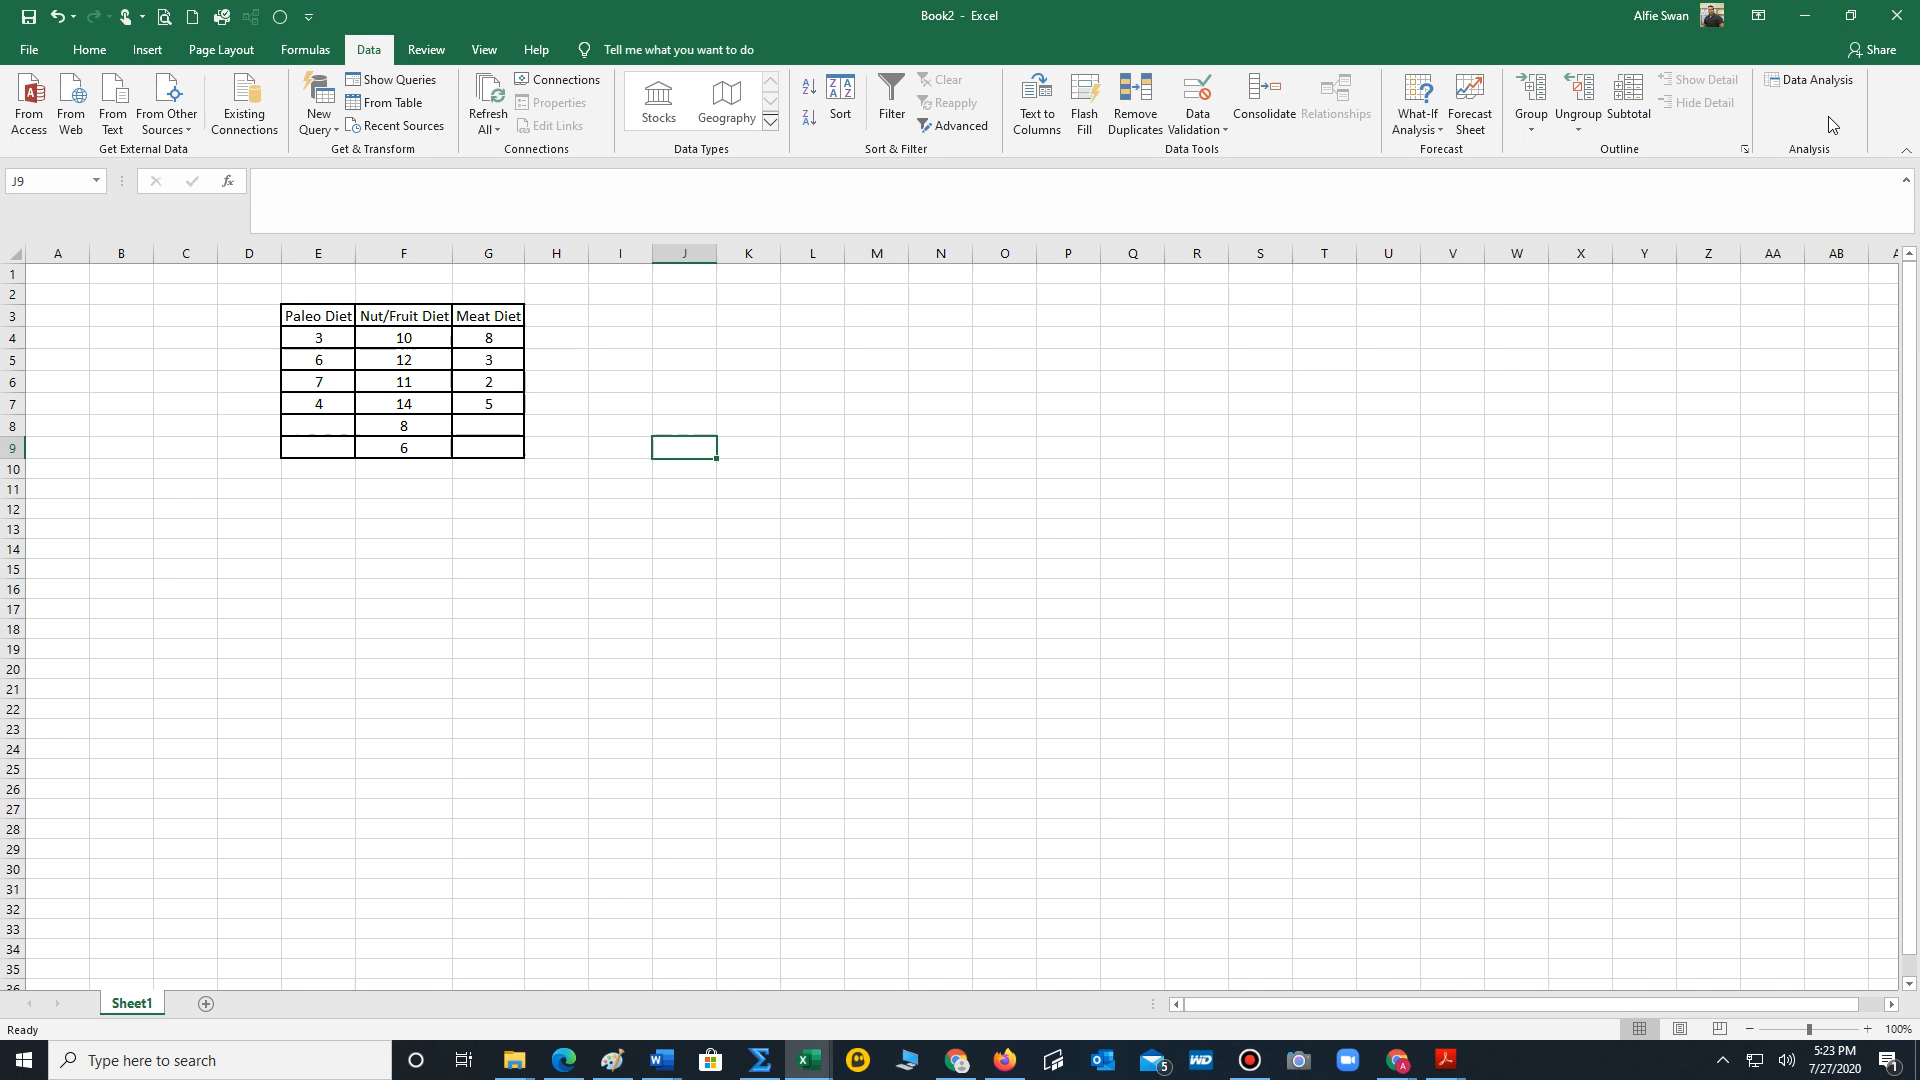 Book2 - Excel
Alfie Swan
File Home Insert Page Layout Formulas Data Review View Help Tell me what you want to do Share
From Access
From Web
From Text
From Other Sources
Existing Connections
Get External Data
New Query
Show Queries
From Table
Recent Sources
Get & Transform
Refresh All
Connections
Properties
Edit Links
Connections
Stocks
Geography
Data Types
Sort
Filter
Clear
Reapply
Advanced
Sort & Filter
Text to Columns
Flash Fill
Remove Duplicates
Data Validation
Consolidate
Relationships
Data Tools
What-If Analysis
Forecast Sheet
Forecast
Group
Ungroup
Subtotal
Show Detail
Hide Detail
Outline
Data Analysis
Analysis
J9
fx
A B C D E F G H I J K L M N O P Q R S T U V W X Y Z AA AB
1
2
3 Paleo Diet Nut/Fruit Diet Meat Diet
4 3 10 8
5 6 12 3
6 7 11 2
7 4 14 5
8 8
9 6
10
11
12
13
14
15
16
17
18
19
20
21
22
23
24
25
26
27
28
29
30
31
32
33
34
35
36
Sheet1
Ready
100%
Type here to search
5
5:23 PM
7/27/2020
1